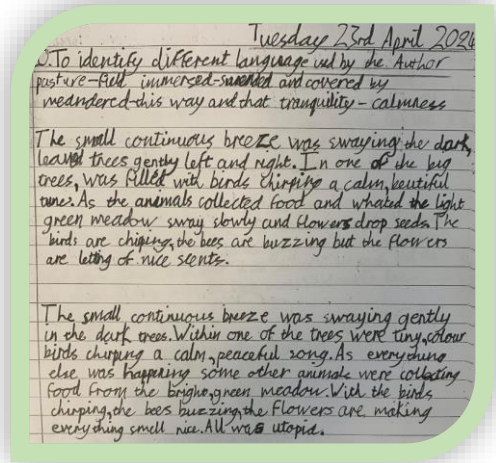 Tuesday 23rd April 2024
O.To identify different language used by the Author
pasture-field immersed-surrounded and covered by
meandered-this way and that tranquility-calmness
The small continuous breeze was swaying the dark,
leaved trees gently left and right. In one of the big
trees, was filled with birds chirping a calm, beutiful
tune. As the animals collected food and whated the light
green meadow sway slowly and flowers drop seeds. The
birds are chiping, the bees are buzzing but the flowers
are leting of nice scents.
The small continuous breeze was swaying gently
in the dark trees. Within one of the trees were tiny, colour
birds chirping a calm, peaceful song. As everything
else was happening some other animals were collecting
food from the bright, green meadow. With the birds
chirping, the bees buzzing, the flowers are making
everything smell nice. All was utopia.